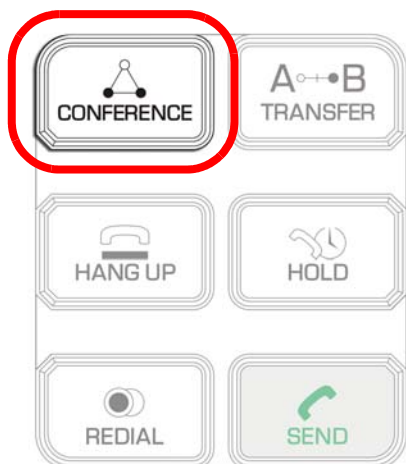 CONFERENCE
A B
TRANSFER
HANG UP
HOLD
REDIAL
SEND